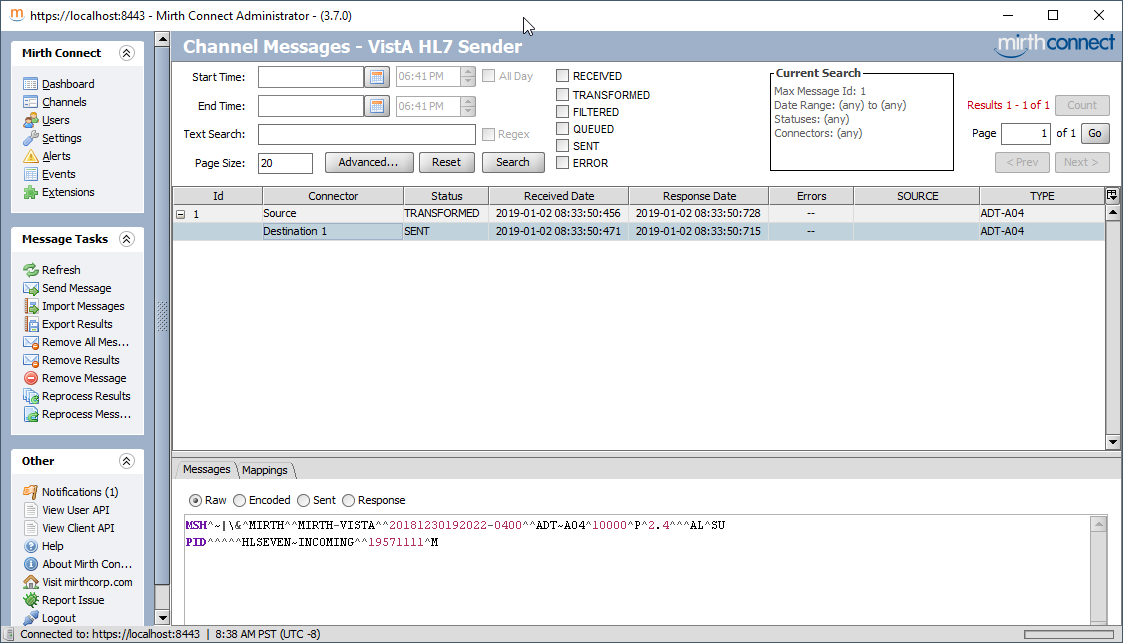 https://localhost:8443 - Mirth Connect Administrator - (3.7.0)
Mirth Connect
Dashboard
Channels
Users
Settings
Alerts
Events
Extensions
Message Tasks
Refresh
Send Message
Import Messages
Export Results
Remove All Mes...
Remove Results
Remove Message
Reprocess Results
Reprocess Mess...
Other
Notifications (1)
View User API
View Client API
Help
About Mirth Con...
Visit mirthcorp.com
Report Issue
Logout
Channel Messages - VistA HL7 Sender
mirthconnect
Start Time: 06:41 PM All Day
End Time: 06:41 PM
Text Search: Regex
Page Size: 20 Advanced... Reset Search
RECEIVED
TRANSFORMED
FILTERED
QUEUED
SENT
ERROR
Current Search
Max Message Id: 1
Date Range: (any) to (any)
Statuses: (any)
Connectors: (any)
Results 1 - 1 of 1 Count
Page 1 of 1 Go
< Prev Next >
Id Connector Status Received Date Response Date Errors SOURCE TYPE
1 Source TRANSFORMED 2019-01-02 08:33:50:456 2019-01-02 08:33:50:728 -- ADT-A04
Destination 1 SENT 2019-01-02 08:33:50:471 2019-01-02 08:33:50:715 -- ADT-A04
Messages Mappings
Raw Encoded Sent Response
MSH^~|\&^MIRTH^^MIRTH-VISTA^^20181230192022-0400^^ADT~A04^10000^P^2.4^^^AL^SU
PID^^^^^HLSEVEN~INCOMING^^19571111^M
Connected to: https://localhost:8443 | 8:38 AM PST (UTC -8)